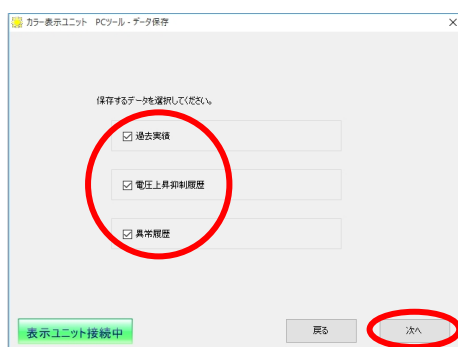 カラー表示ユニット PCツール - データ保存
保存するデータを選択してください。
過去実績
電圧上昇抑制履歴
異常履歴
表示ユニット接続中
戻る
次へ